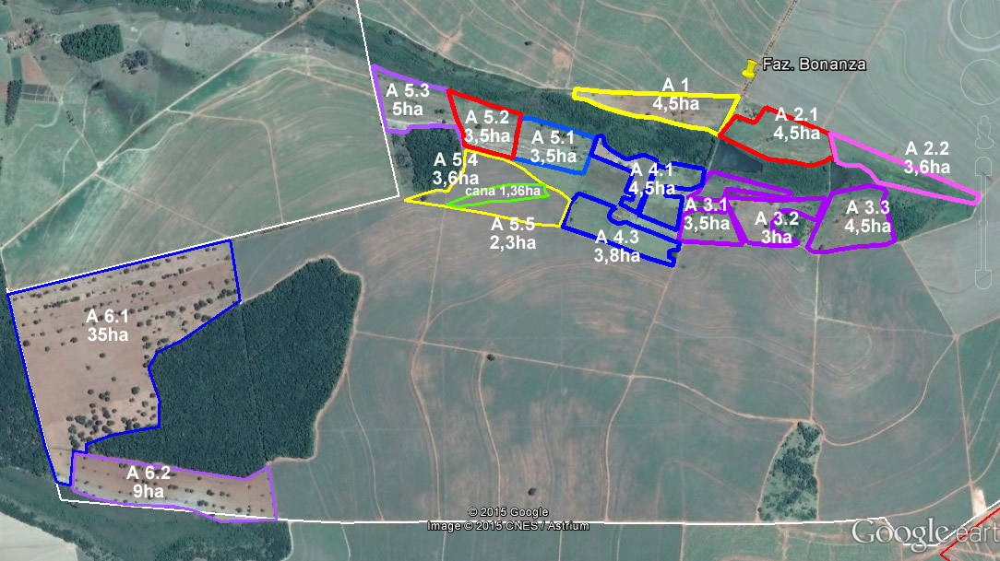 Faz. Bonanza
A 1
4,5ha
A 5.3
5ha
A 5.2
3,5ha
A 5.1
3,5ha
A 2.1
4,5ha
A 2.2
3,6ha
A 5.4
3,6ha
cana 1,36ha
A 4.1
4,5ha
A 3.1
3,5ha
A 3.2
3ha
A 3.3
4,5ha
A 5.5
2,3ha
A 4.3
3,8ha
A 6.1
35ha
A 6.2
9ha
© 2015 Google
Image © 2015 CNES / Astrium
Google eart